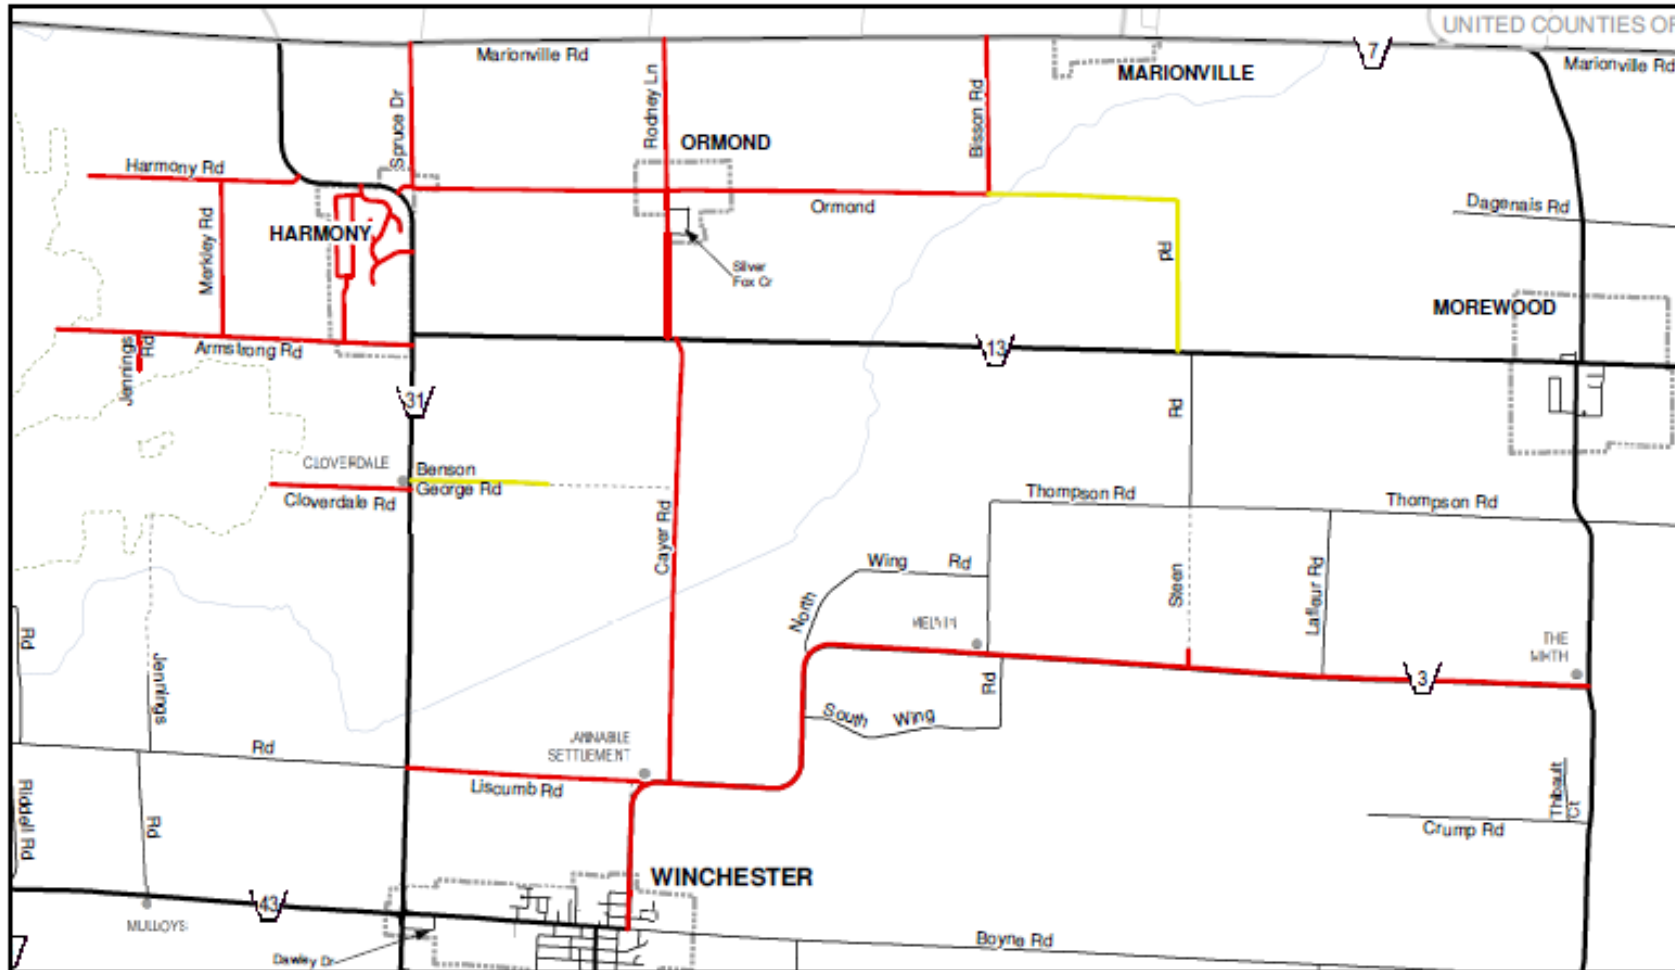 UNITED COUNTIES OF
Marionville Rd
7
MARIONVILLE
Marionville Rd
Spruce Dr
Rodney Ln
Bisson Rd
ORMOND
Harmony Rd
Ormond
Dagenais Rd
Merkley Rd
HARMONY
Rd
Silver
Fox Cr
MOREWOOD
Armstrong Rd
Jennings
Rd
13
31
Rd
CLOVERDALE
Benson
George Rd
Cloverdale Rd
Thompson Rd
Thompson Rd
Cayer Rd
Wing Rd
North
Steen
Lafleur Rd
MELVIN
THE
Rd
Jennings
Rd
3
South Wing
Rd
ANNABLE
SETTLEMENT
Liscumb Rd
Riddell Rd
Rd
Thibault
Ct
Crump Rd
WINCHESTER
43
MULLOYS
Dawley Dr
Boyne Rd